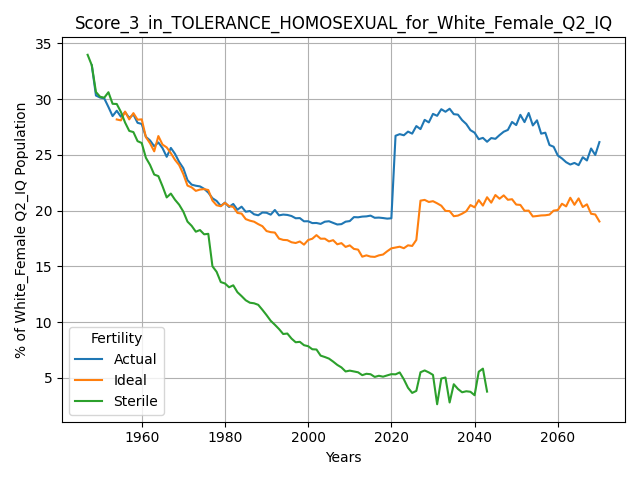 Score_3_in_TOLERANCE_HOMOSEXUAL_for_White_Female_Q2_IQ
% of White_Female Q2_IQ Population
35
30
25
20
15
10
5
Fertility
Actual
Ideal
Sterile
1960 1980 2000 2020 2040 2060
Years